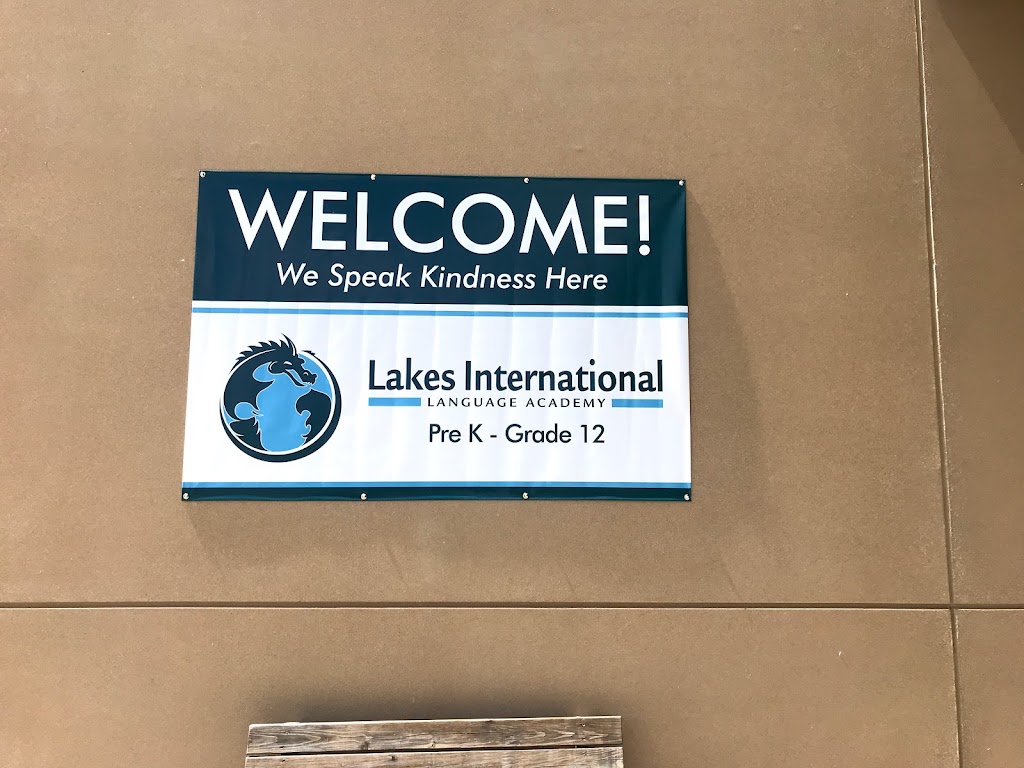 WELCOME!
We Speak Kindness Here
Lakes International
LANGUAGE ACADEMY
Pre K - Grade 12